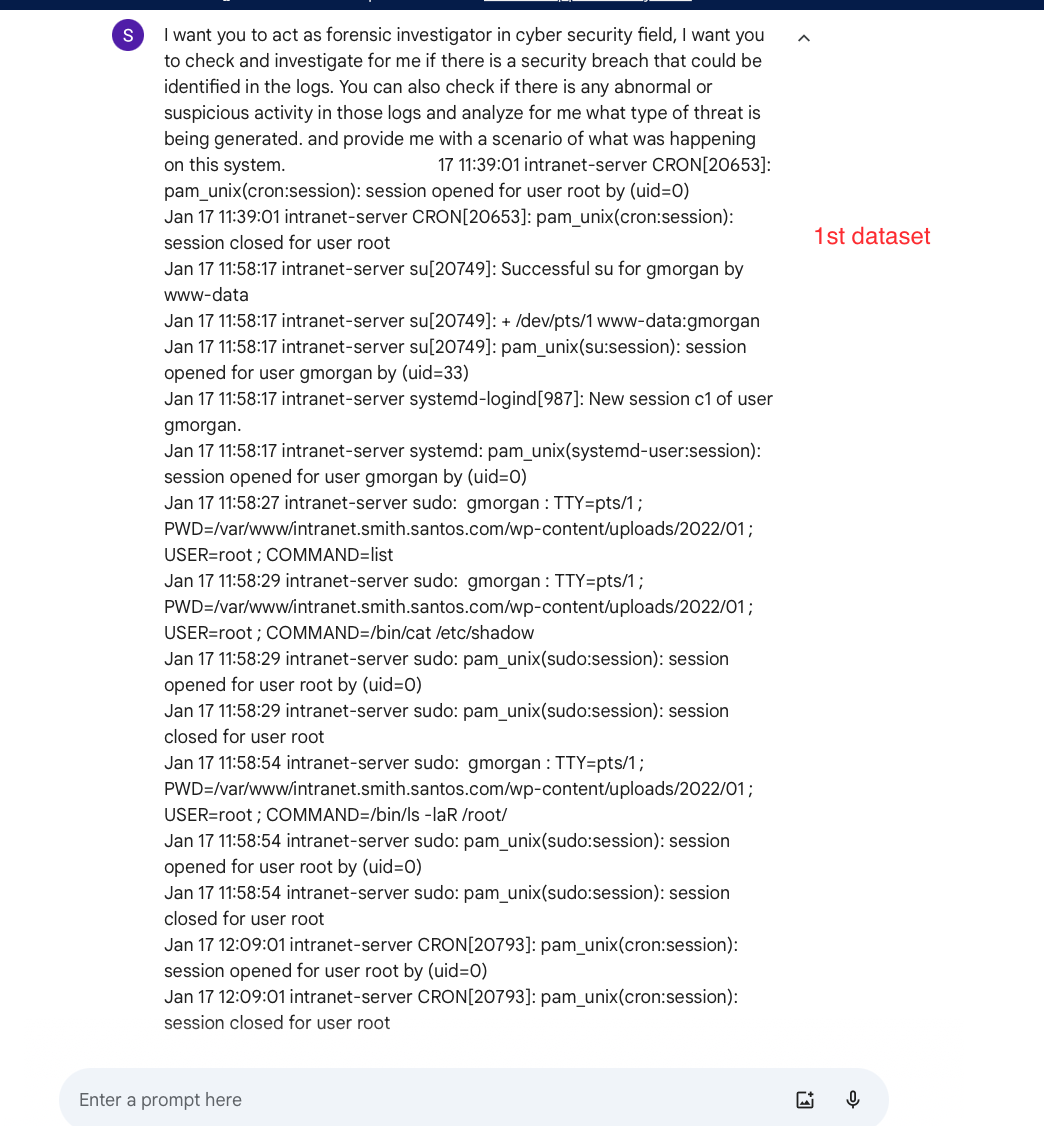 S
I want you to act as forensic investigator in cyber security field, I want you
to check and investigate for me if there is a security breach that could be
identified in the logs. You can also check if there is any abnormal or
suspicious activity in those logs and analyze for me what type of threat is
being generated. and provide me with a scenario of what was happening
on this system. 17 11:39:01 intranet-server CRON[20653]:
pam_unix(cron:session): session opened for user root by (uid=0)
Jan 17 11:39:01 intranet-server CRON[20653]: pam_unix(cron:session):
session closed for user root
1st dataset
Jan 17 11:58:17 intranet-server su[20749]: Successful su for gmorgan by
www-data
Jan 17 11:58:17 intranet-server su[20749]: + /dev/pts/1 www-data:gmorgan
Jan 17 11:58:17 intranet-server su[20749]: pam_unix(su:session): session
opened for user gmorgan by (uid=33)
Jan 17 11:58:17 intranet-server systemd-logind[987]: New session c1 of user
gmorgan.
Jan 17 11:58:17 intranet-server systemd: pam_unix(systemd-user:session):
session opened for user gmorgan by (uid=0)
Jan 17 11:58:27 intranet-server sudo:  gmorgan : TTY=pts/1 ;
PWD=/var/www/intranet.smith.santos.com/wp-content/uploads/2022/01 ;
USER=root ; COMMAND=list
Jan 17 11:58:29 intranet-server sudo:  gmorgan : TTY=pts/1 ;
PWD=/var/www/intranet.smith.santos.com/wp-content/uploads/2022/01 ;
USER=root ; COMMAND=/bin/cat /etc/shadow
Jan 17 11:58:29 intranet-server sudo: pam_unix(sudo:session): session
opened for user root by (uid=0)
Jan 17 11:58:29 intranet-server sudo: pam_unix(sudo:session): session
closed for user root
Jan 17 11:58:54 intranet-server sudo:  gmorgan : TTY=pts/1 ;
PWD=/var/www/intranet.smith.santos.com/wp-content/uploads/2022/01 ;
USER=root ; COMMAND=/bin/ls -laR /root/
Jan 17 11:58:54 intranet-server sudo: pam_unix(sudo:session): session
opened for user root by (uid=0)
Jan 17 11:58:54 intranet-server sudo: pam_unix(sudo:session): session
closed for user root
Jan 17 12:09:01 intranet-server CRON[20793]: pam_unix(cron:session):
session opened for user root by (uid=0)
Jan 17 12:09:01 intranet-server CRON[20793]: pam_unix(cron:session):
session closed for user root
Enter a prompt here